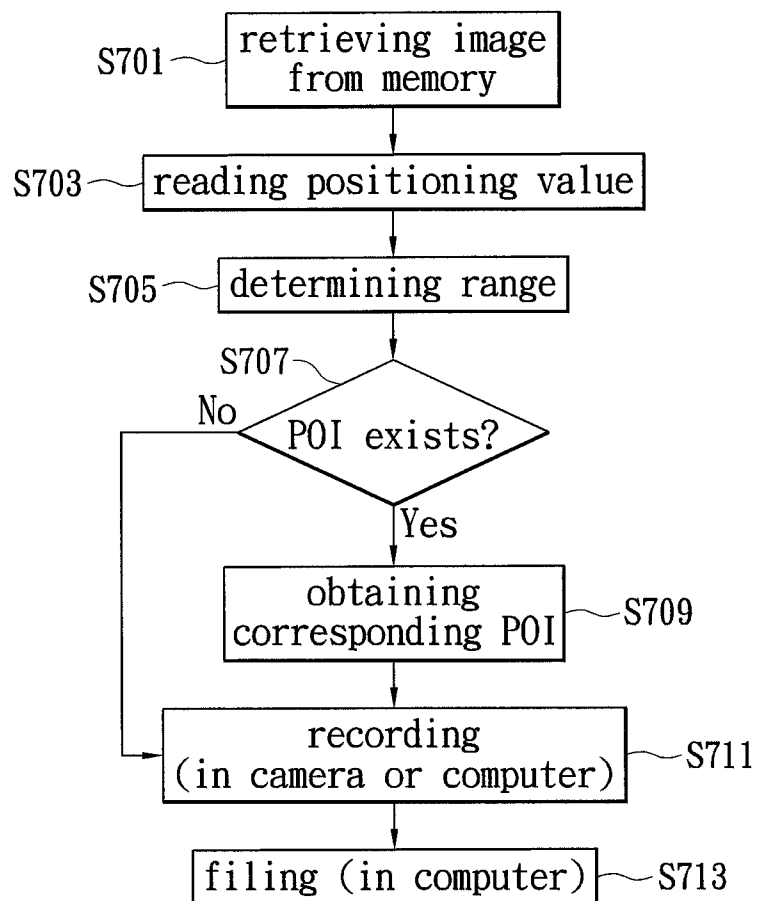 S701
retrieving image
from memory
S703
reading positioning value
S705
determining range
S707
No
POI exists?
Yes
obtaining
corresponding POI
S709
recording
(in camera or computer)
S711
filing (in computer)
S713